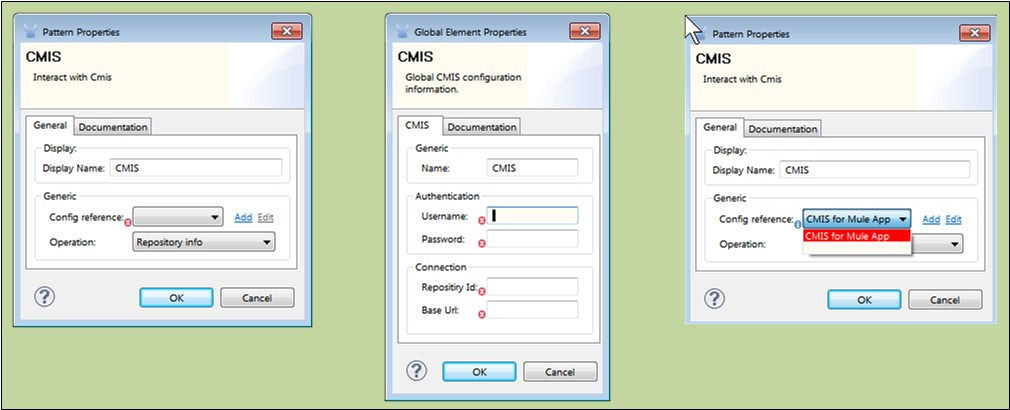 Pattern Properties
CMIS
Interact with Cmis
General Documentation
Display:
Display Name: CMIS
Generic
Config reference: Add Edit
Operation: Repository info
? OK Cancel
Global Element Properties
CMIS
Global CMIS configuration
information.
CMIS Documentation
Generic
Name: CMIS
Authentication
Username:
Password:
Connection
Repositiry Id:
Base Url:
? OK Cancel
Pattern Properties
CMIS
Interact with Cmis
General Documentation
Display:
Display Name: CMIS
Generic
Config reference: CMIS for Mule App Add Edit
CMIS for Mule App
Operation:
? OK Cancel